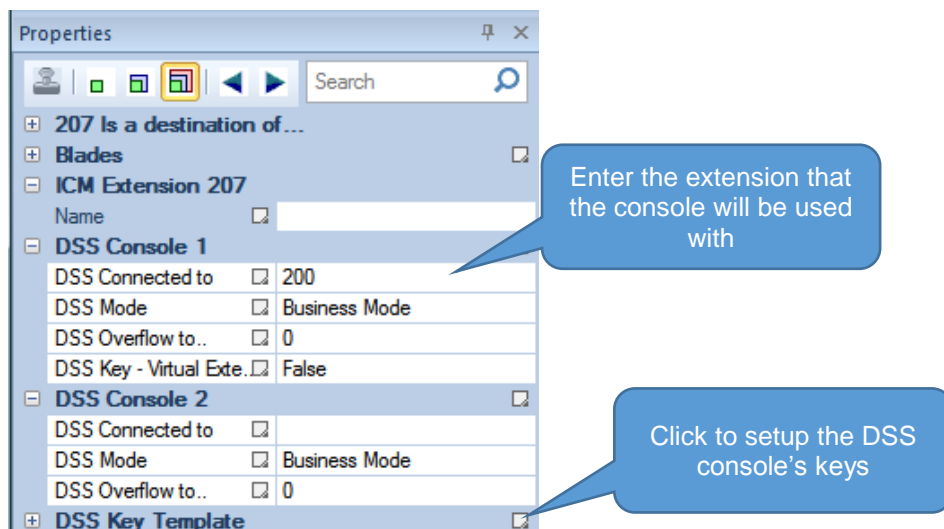 Properties
Search
207 Is a destination of...
Blades
ICM Extension 207
Name
DSS Console 1
DSS Connected to 200
DSS Mode Business Mode
DSS Overflow to.. 0
DSS Key - Virtual Exte. False
DSS Console 2
DSS Connected to
DSS Mode Business Mode
DSS Overflow to.. 0
DSS Key Template
Enter the extension that
the console will be used
with
Click to setup the DSS
console's keys